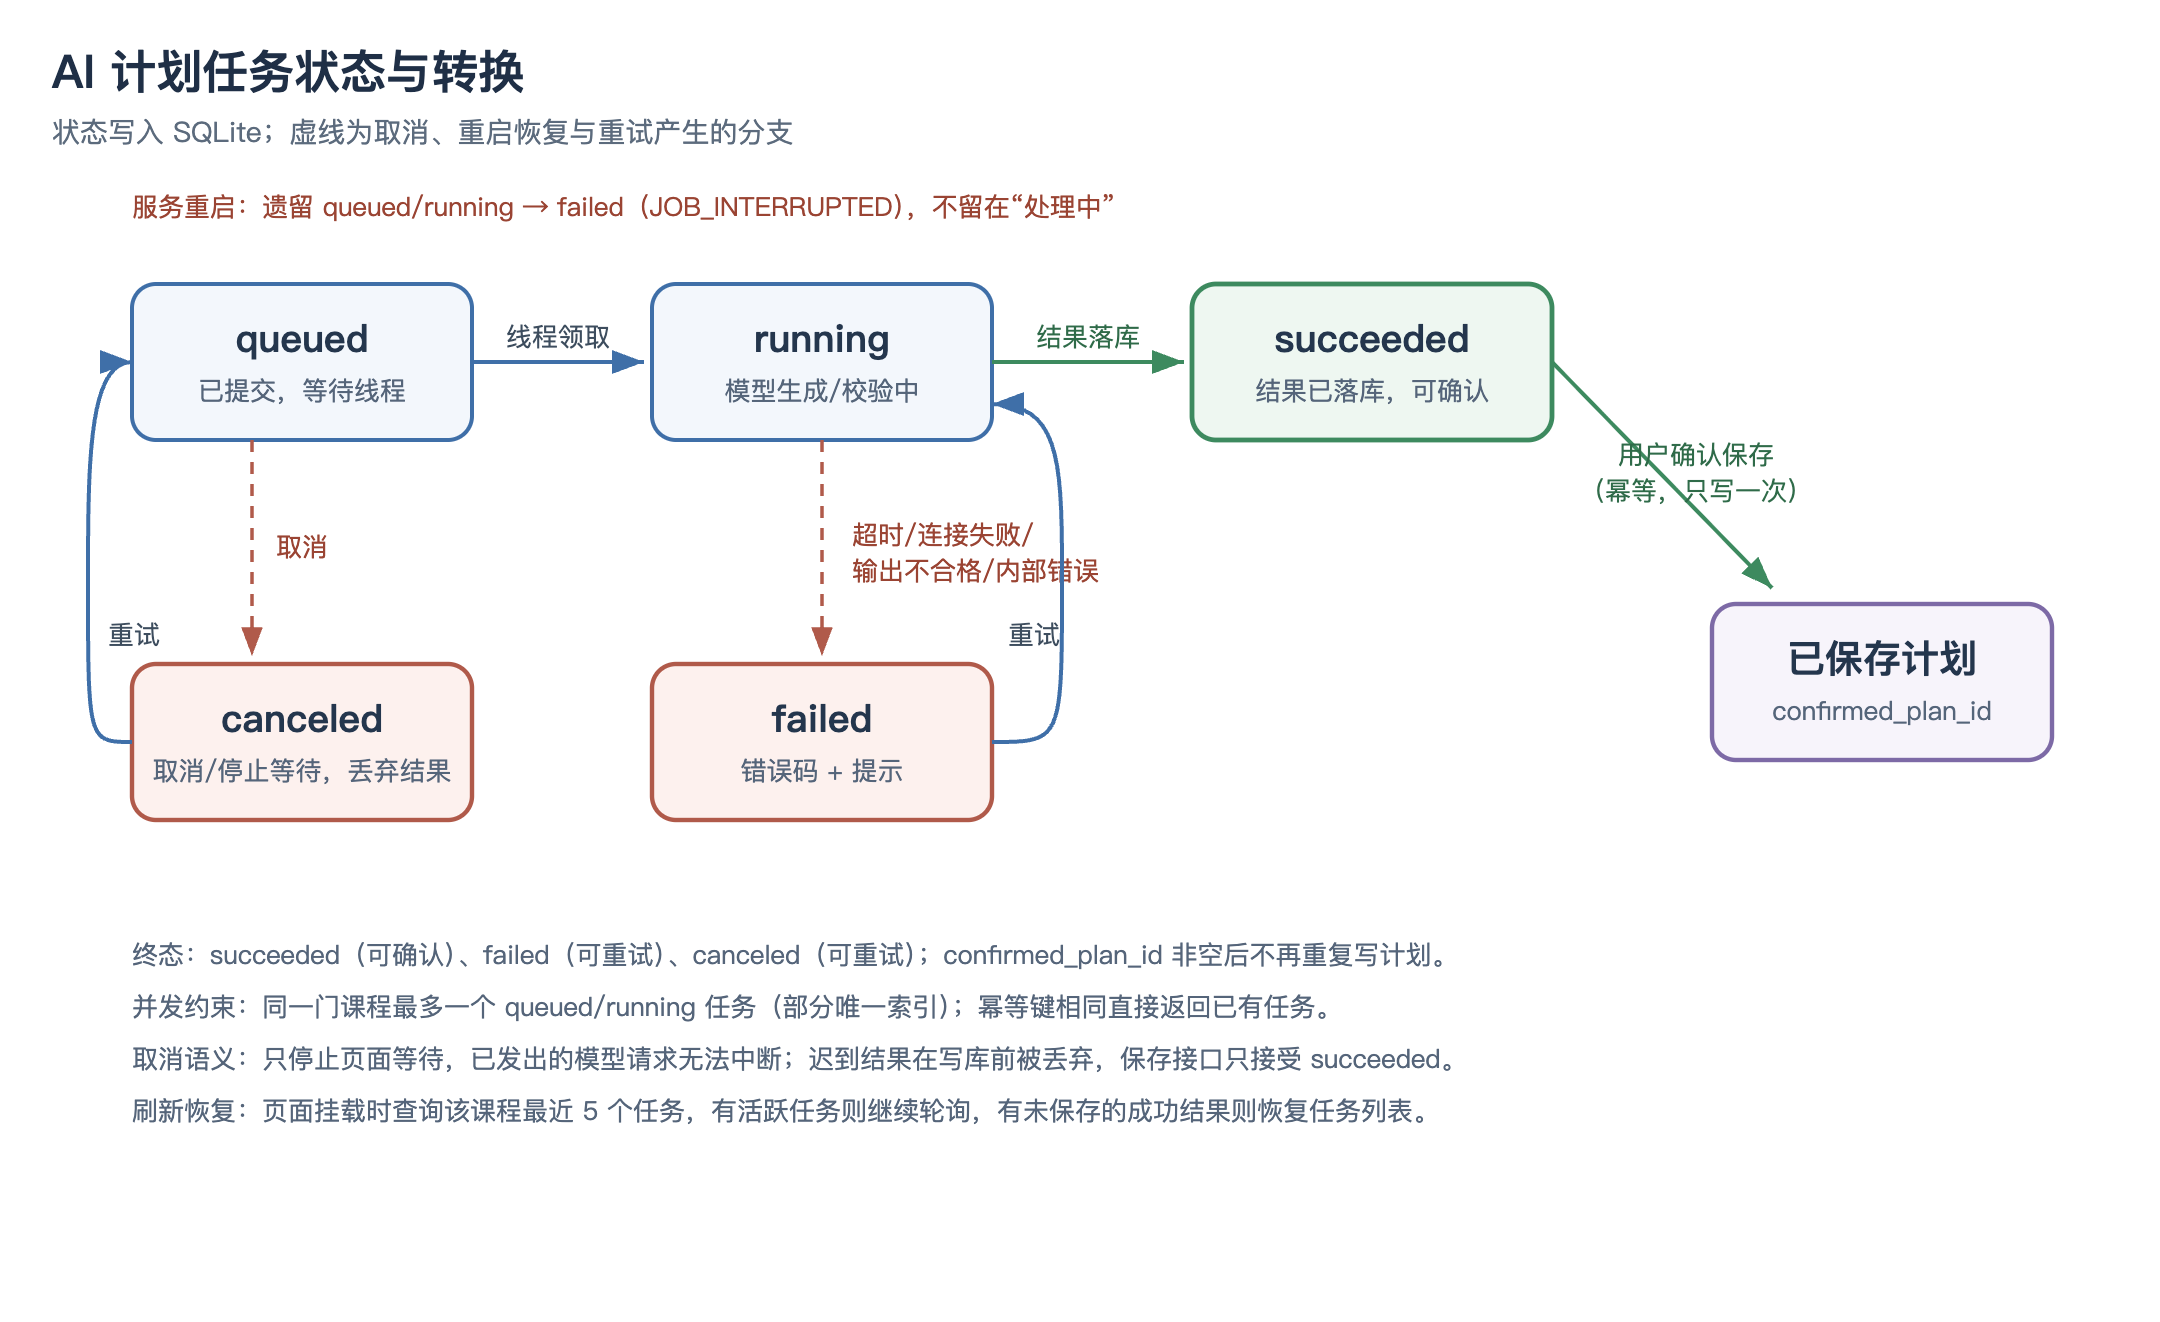 AI 计划任务状态与转换
状态写入 SQLite；虚线为取消、重启恢复与重试产生的分支
服务重启：遗留 queued/running → failed（JOB_INTERRUPTED），不留在“处理中”
queued
已提交，等待线程
线程领取
running
模型生成/校验中
结果落库
succeeded
结果已落库，可确认
用户确认保存
（幂等，只写一次）
取消
超时/连接失败/
输出不合格/内部错误
重试
重试
canceled
取消/停止等待，丢弃结果
failed
错误码 + 提示
已保存计划
confirmed_plan_id
终态：succeeded（可确认）、failed（可重试）、canceled（可重试）；confirmed_plan_id 非空后不再重复写计划。
并发约束：同一门课程最多一个 queued/running 任务（部分唯一索引）；幂等键相同直接返回已有任务。
取消语义：只停止页面等待，已发出的模型请求无法中断；迟到结果在写库前被丢弃，保存接口只接受 succeeded。
刷新恢复：页面挂载时查询该课程最近 5 个任务，有活跃任务则继续轮询，有未保存的成功结果则恢复任务列表。